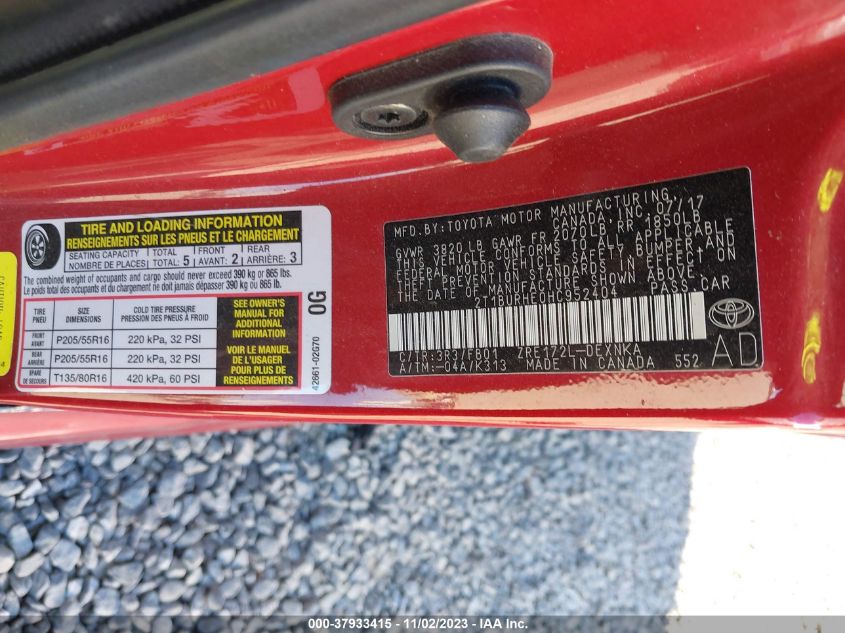 TIRE AND LOADING INFORMATION
RENSEIGNEMENTS SUR LES PNEUS ET LE CHARGEMENT
SEATING CAPACITY TOTAL 5 FRONT 2 REAR 3
NOMBRE DE PLACES TOTAL AVANT: ARRIÈRE:
The combined weight of occupants and cargo should never exceed 390 kg or 865 lbs.
Le poids total des occupants et du chargement ne doit jamais dépasser 390 kg ou 865 lb.
TIRE PNEU SIZE DIMENSIONS COLD TIRE PRESSURE PRESSION DES PNEUS À FROID
FRONT AVANT P205/55R16 220 kPa, 32 PSI
REAR ARRIÈRE P205/55R16 220 kPa, 32 PSI
SPARE DE SECOURS T135/80R16 420 kPa, 60 PSI
SEE OWNER'S
MANUAL FOR
ADDITIONAL
INFORMATION
VOIR LE MANUEL
DE L'USAGER
POUR PLUS DE
RENSEIGNEMENTS
0G
42661-02G70
MFD.BY:TOYOTA MOTOR MANUFACTURING
CANADA, INC. 07/17
GVWR 3820LB GAWR FR 2070LB RR 1850LB
THIS VEHICLE CONFORMS TO ALL APPLICABLE
FEDERAL MOTOR VEHICLE SAFETY, BUMPER,AND
THEFT PREVENTION STANDARDS IN EFFECT ON
THE DATE OF MANUFACTURE SHOWN ABOVE.
2T1BURHE0HC952404 PASS.CAR
C/TR:3R3/FB01 ZRE172L-DEXNKA
A/TM:-04A/K313 MADE IN CANADA 552
TOYOTA
AD
000-37933415 - 11/02/2023 - IAA Inc.